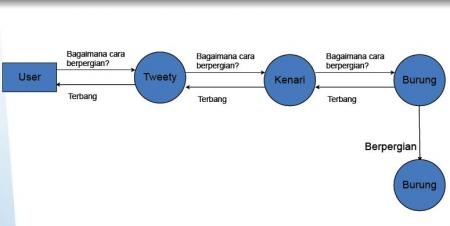 Bagaimana cara
berpergian?
Bagaimana cara
berpergian?
Bagaimana cara
berpergian?
User
Tweety
Kenari
Burung
Terbang
Terbang
Terbang
Berpergian
Burung